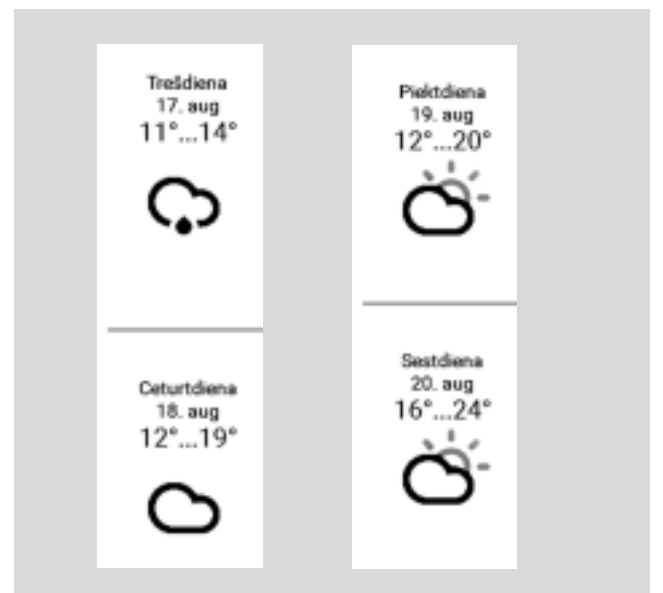 Trešdiena
17. aug
11°...14°
Ceturtdiena
18. aug
12°...19°
Piektdiena
19. aug
12°...20°
Sestdiena
20. aug
16°...24°